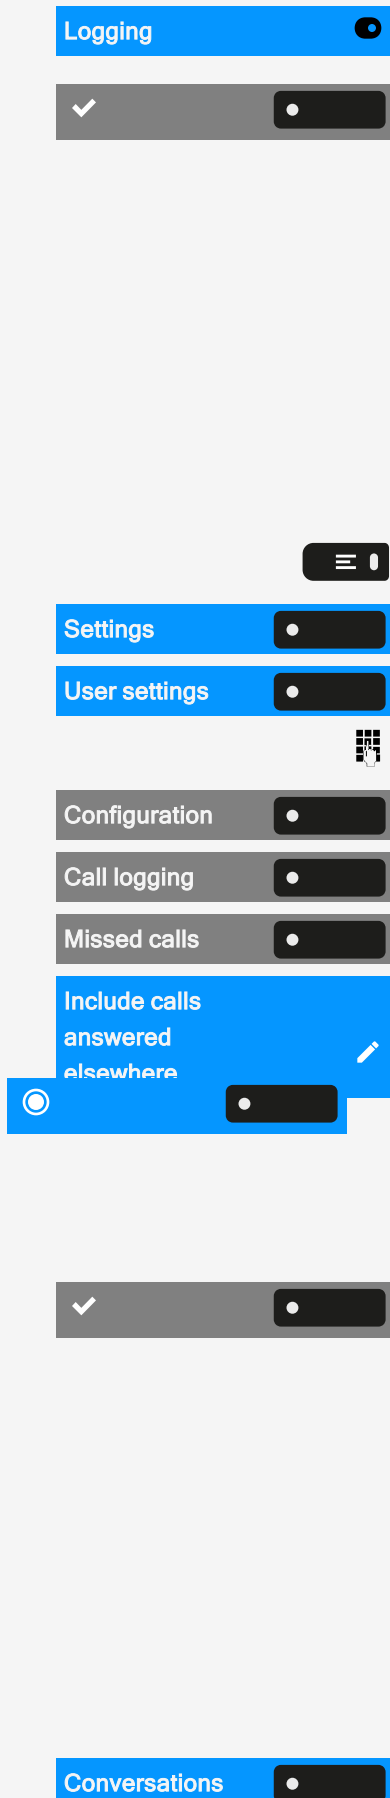 Logging
Settings
User settings
Configuration
Call logging
Missed calls
Include calls
answered
elsewhere
Conversations